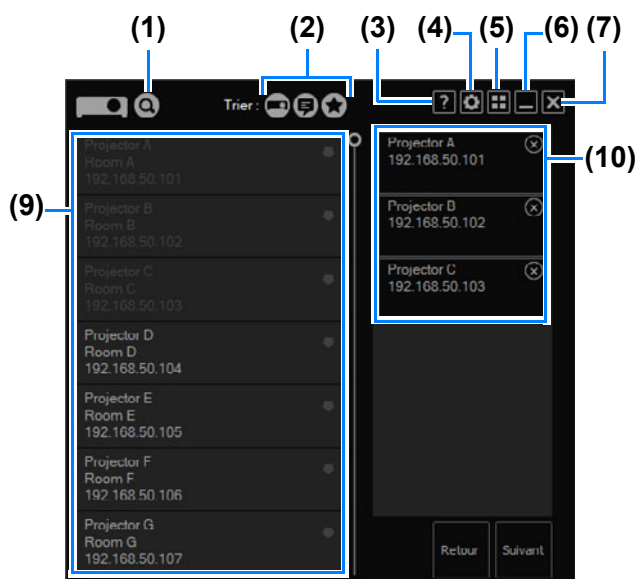 (1) (2) (3) (4) (5) (6) (7)
Trier :
?
(9)
Projector A
Room A
192.168.50.101
Projector B
Room B
192.168.50.102
Projector C
Room C
192.168.50.103
Projector D
Room D
192.168.50.104
Projector E
Room E
192.168.50.105
Projector F
Room F
192.168.50.106
Projector G
Room G
192.168.50.107
(10)
Projector A
192.168.50.101
Projector B
192.168.50.102
Projector C
192.168.50.103
Retour Suivant